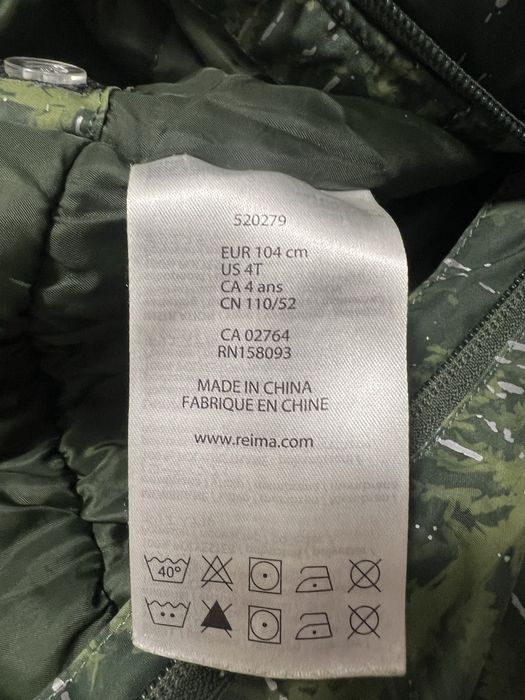 520279
EUR 104 cm
US 4T
CA 4 ans
CN 110/52
CA 02764
RN158093
MADE IN CHINA
FABRIQUE EN CHINE
www.reima.com
40°